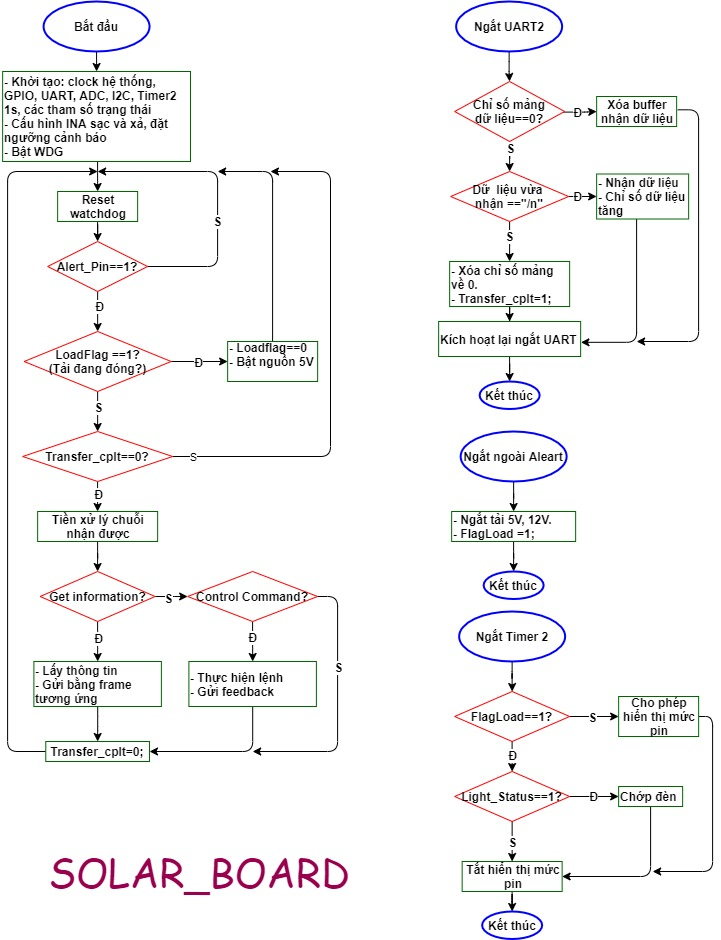 Bắt đầu
- Khởi tạo: clock hệ thống,
GPIO, UART, ADC, I2C, Timer2
1s, các tham số trạng thái
- Cấu hình INA sạc và xả, đặt
ngưỡng cảnh báo
- Bật WDG
Reset
watchdog
S
Alert_Pin==1?
Đ
LoadFlag ==1?
(Tải đang đóng?)
Đ
- Loadflag==0
- Bật nguồn 5V
S
Transfer_cplt==0?
S
Đ
Tiền xử lý chuỗi
nhận được
Get information?
S
Control Command?
Đ
Đ
S
- Lấy thông tin
- Gửi bằng frame
tương ứng
- Thực hiện lệnh
- Gửi feedback
Transfer_cplt=0;
SOLAR_BOARD
Ngắt UART2
Chỉ số mảng
dữ liệu==0?
Đ
Xóa buffer
nhận dữ liệu
S
Dữ liệu vừa
nhận =="/n"
Đ
- Nhận dữ liệu
- Chỉ số dữ liệu
tăng
S
- Xóa chỉ số mảng
về 0.
- Transfer_cplt=1;
Kích hoạt lại ngắt UART
Kết thúc
Ngắt ngoài Aleart
- Ngắt tải 5V, 12V.
- FlagLoad =1;
Kết thúc
Ngắt Timer 2
FlagLoad==1?
S
Cho phép
hiển thị mức
pin
Đ
Light_Status==1?
Đ
Chớp đèn
S
Tắt hiển thị mức
pin
Kết thúc